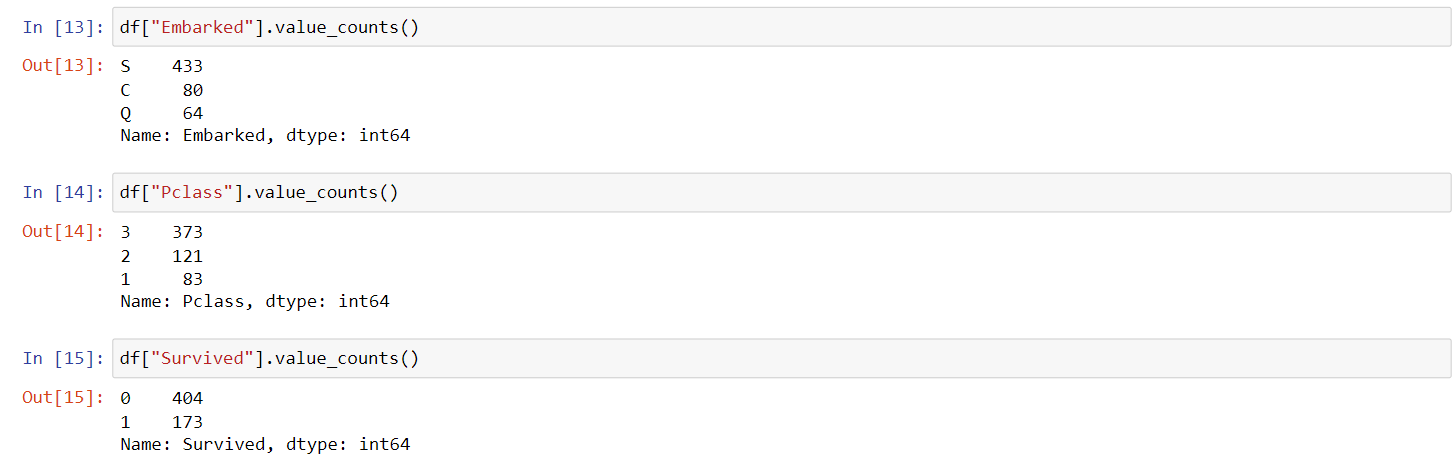 In [13]: df["Embarked"].value_counts()
Out[13]: S    433
C     80
Q     64
Name: Embarked, dtype: int64
In [14]: df["Pclass"].value_counts()
Out[14]: 3    373
2    121
1     83
Name: Pclass, dtype: int64
In [15]: df["Survived"].value_counts()
Out[15]: 0    404
1    173
Name: Survived, dtype: int64